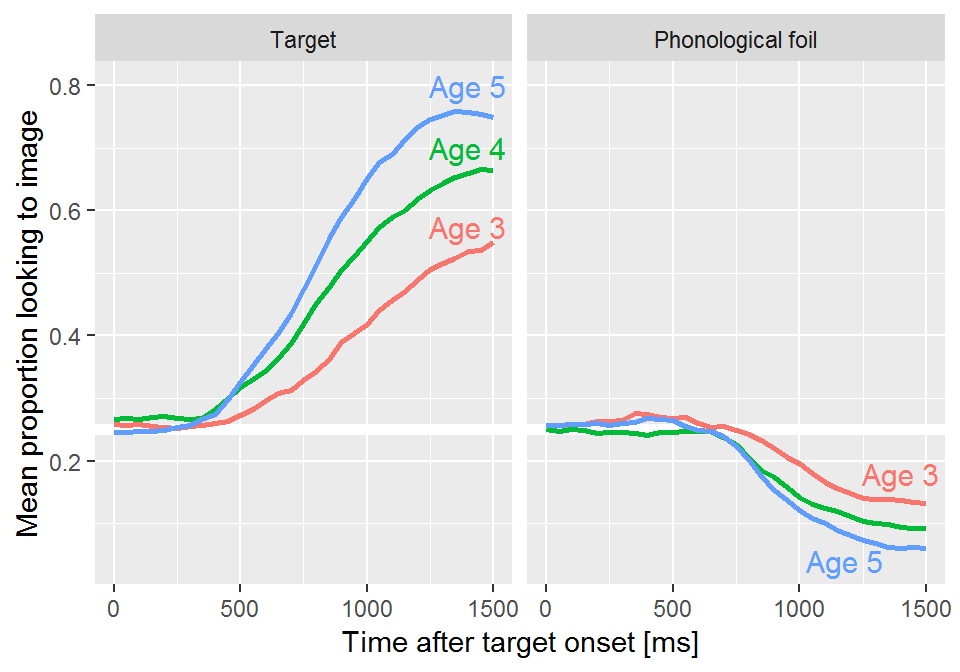 Target
Phonological foil
Mean proportion looking to image
0.8
0.6
0.4
0.2
Age 5
Age 4
Age 3
Age 3
Age 5
0
500
1000
1500
0
500
1000
1500
Time after target onset [ms]